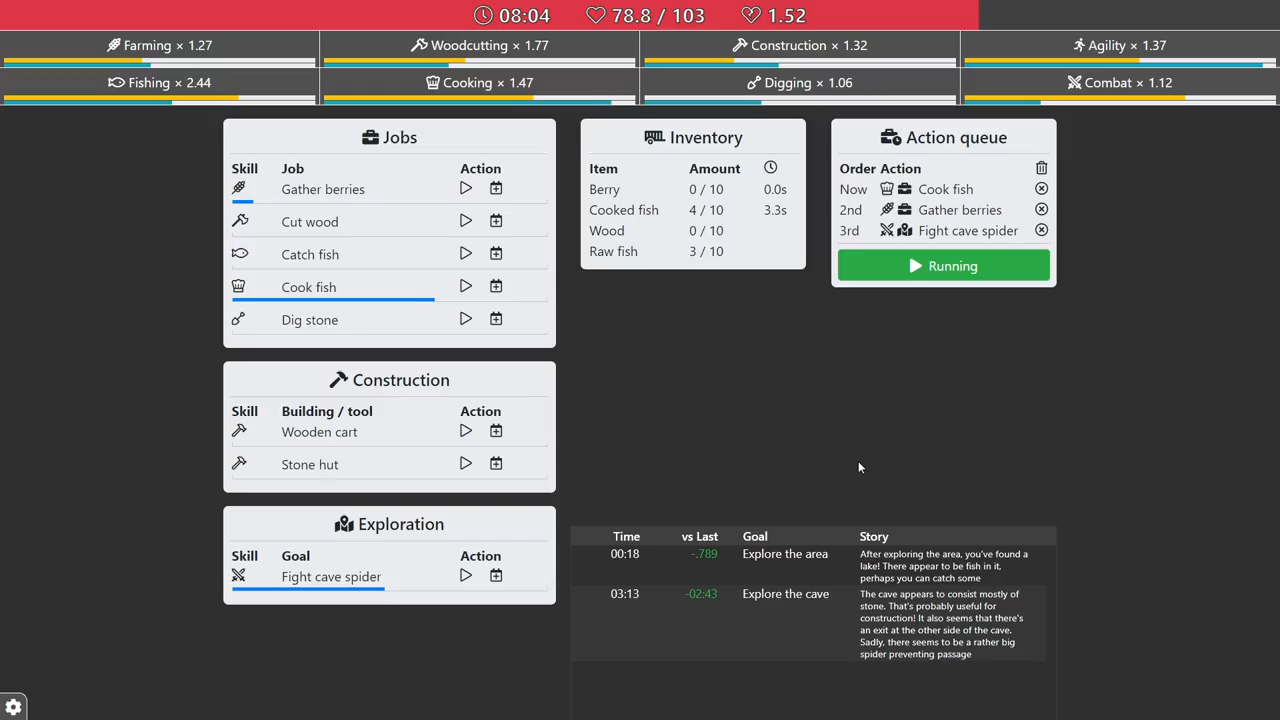 08:04 78.8 / 103 1.52
Farming × 1.27 Woodcutting × 1.77 Construction × 1.32 Agility × 1.37
Fishing × 2.44 Cooking × 1.47 Digging × 1.06 Combat × 1.12
Jobs
Skill Job Action
Gather berries
Cut wood
Catch fish
Cook fish
Dig stone
Construction
Skill Building / tool Action
Wooden cart
Stone hut
Exploration
Skill Goal Action
Fight cave spider
Inventory
Item Amount
Berry 0 / 10 0.0s
Cooked fish 4 / 10 3.3s
Wood 0 / 10
Raw fish 3 / 10
Action queue
Order Action
Now Cook fish
2nd Gather berries
3rd Fight cave spider
Running
Time vs Last Goal Story
00:18 -.789 Explore the area After exploring the area, you've found a
lake! There appear to be fish in it,
perhaps you can catch some
03:13 -02:43 Explore the cave The cave appears to consist mostly of
stone. That's probably useful for
construction! It also seems that there's
an exit at the other side of the cave.
Sadly, there seems to be a rather big
spider preventing passage